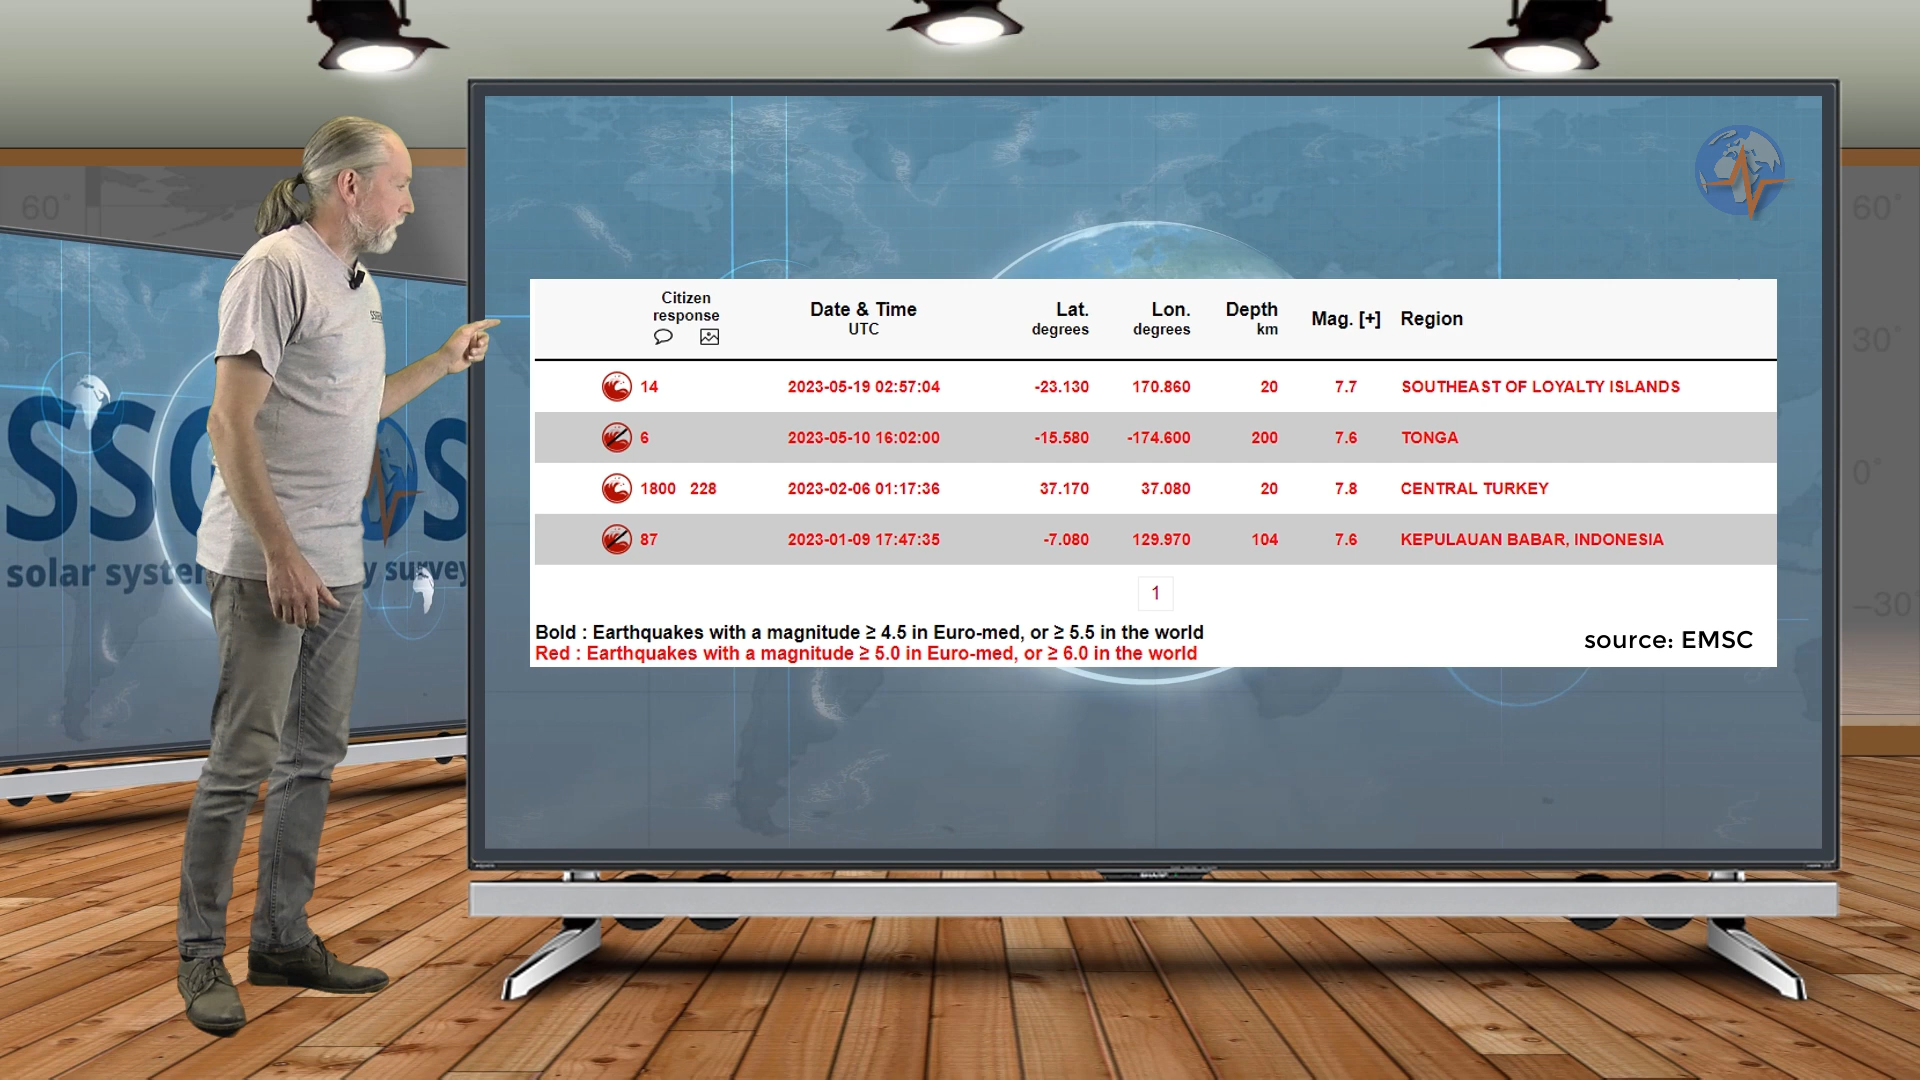 60°
60°
30°
0°
–30°
Citizen
response
Date & Time
UTC
Lat.
degrees
Lon.
degrees
Depth
km
Mag. [+]
Region
14 2023-05-19 02:57:04 -23.130 170.860 20 7.7 SOUTHEAST OF LOYALTY ISLANDS
6 2023-05-10 16:02:00 -15.580 -174.600 200 7.6 TONGA
1800 228 2023-02-06 01:17:36 37.170 37.080 20 7.8 CENTRAL TURKEY
87 2023-01-09 17:47:35 -7.080 129.970 104 7.6 KEPULAUAN BABAR, INDONESIA
1
Bold : Earthquakes with a magnitude ≥ 4.5 in Euro-med, or ≥ 5.5 in the world
Red : Earthquakes with a magnitude ≥ 5.0 in Euro-med, or ≥ 6.0 in the world
source: EMSC
solar system survey